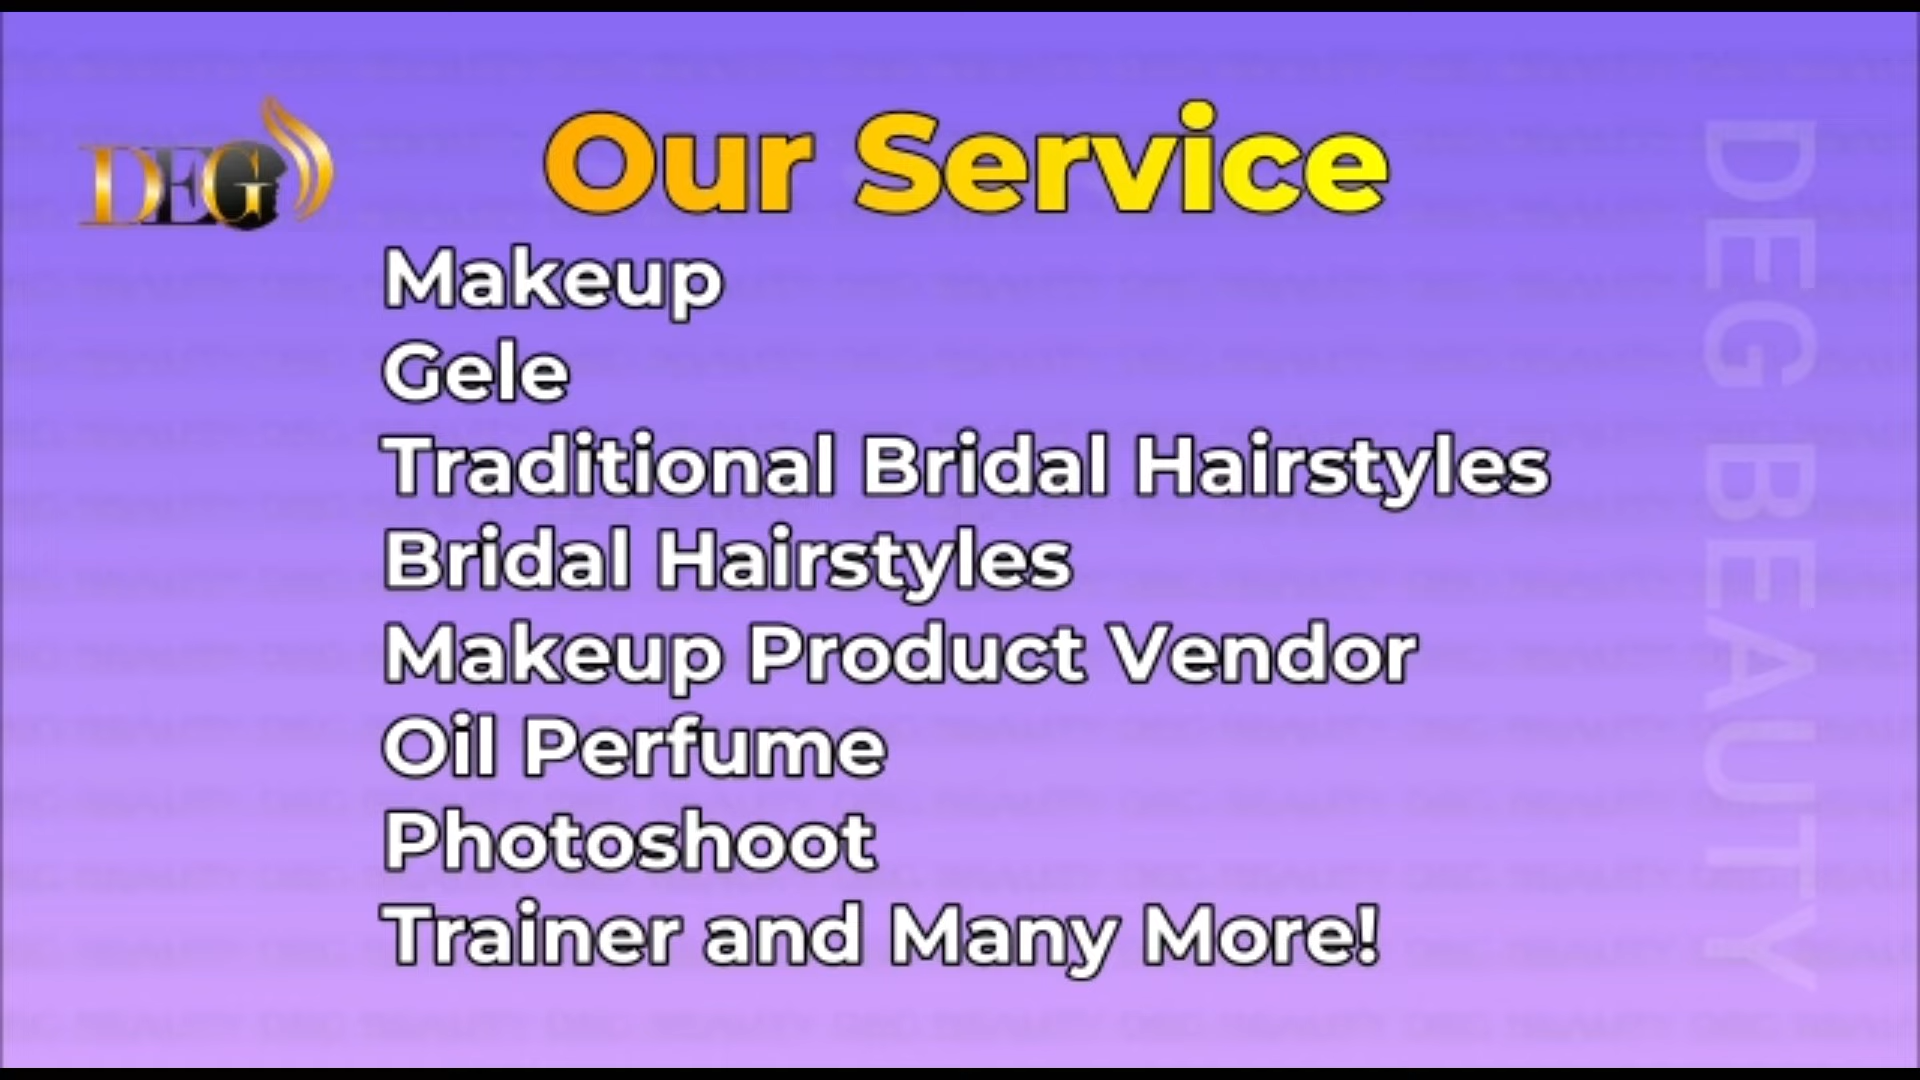 DEG
Our Service
Makeup
Gele
Traditional Bridal Hairstyles
Bridal Hairstyles
Makeup Product Vendor
Oil Perfume
Photoshoot
Trainer and Many More!
DEG BEAUTY